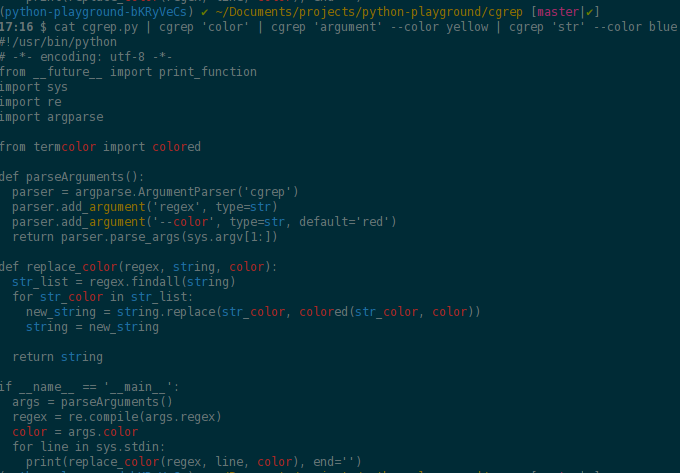 (python-playground-bKRyVeCs) ✔ ~/Documents/projects/python-playground/cgrep [master|✔]
17:16 $ cat cgrep.py | cgrep 'color' | cgrep 'argument' --color yellow | cgrep 'str' --color blue
#!/usr/bin/python
# -*- encoding: utf-8 -*-
from __future__ import print_function
import sys
import re
import argparse

from termcolor import colored

def parseArguments():
  parser = argparse.ArgumentParser('cgrep')
  parser.add_argument('regex', type=str)
  parser.add_argument('--color', type=str, default='red')
  return parser.parse_args(sys.argv[1:])

def replace_color(regex, string, color):
  str_list = regex.findall(string)
  for str_color in str_list:
    new_string = string.replace(str_color, colored(str_color, color))
    string = new_string

  return string

if __name__ == '__main__':
  args = parseArguments()
  regex = re.compile(args.regex)
  color = args.color
  for line in sys.stdin:
    print(replace_color(regex, line, color), end='')